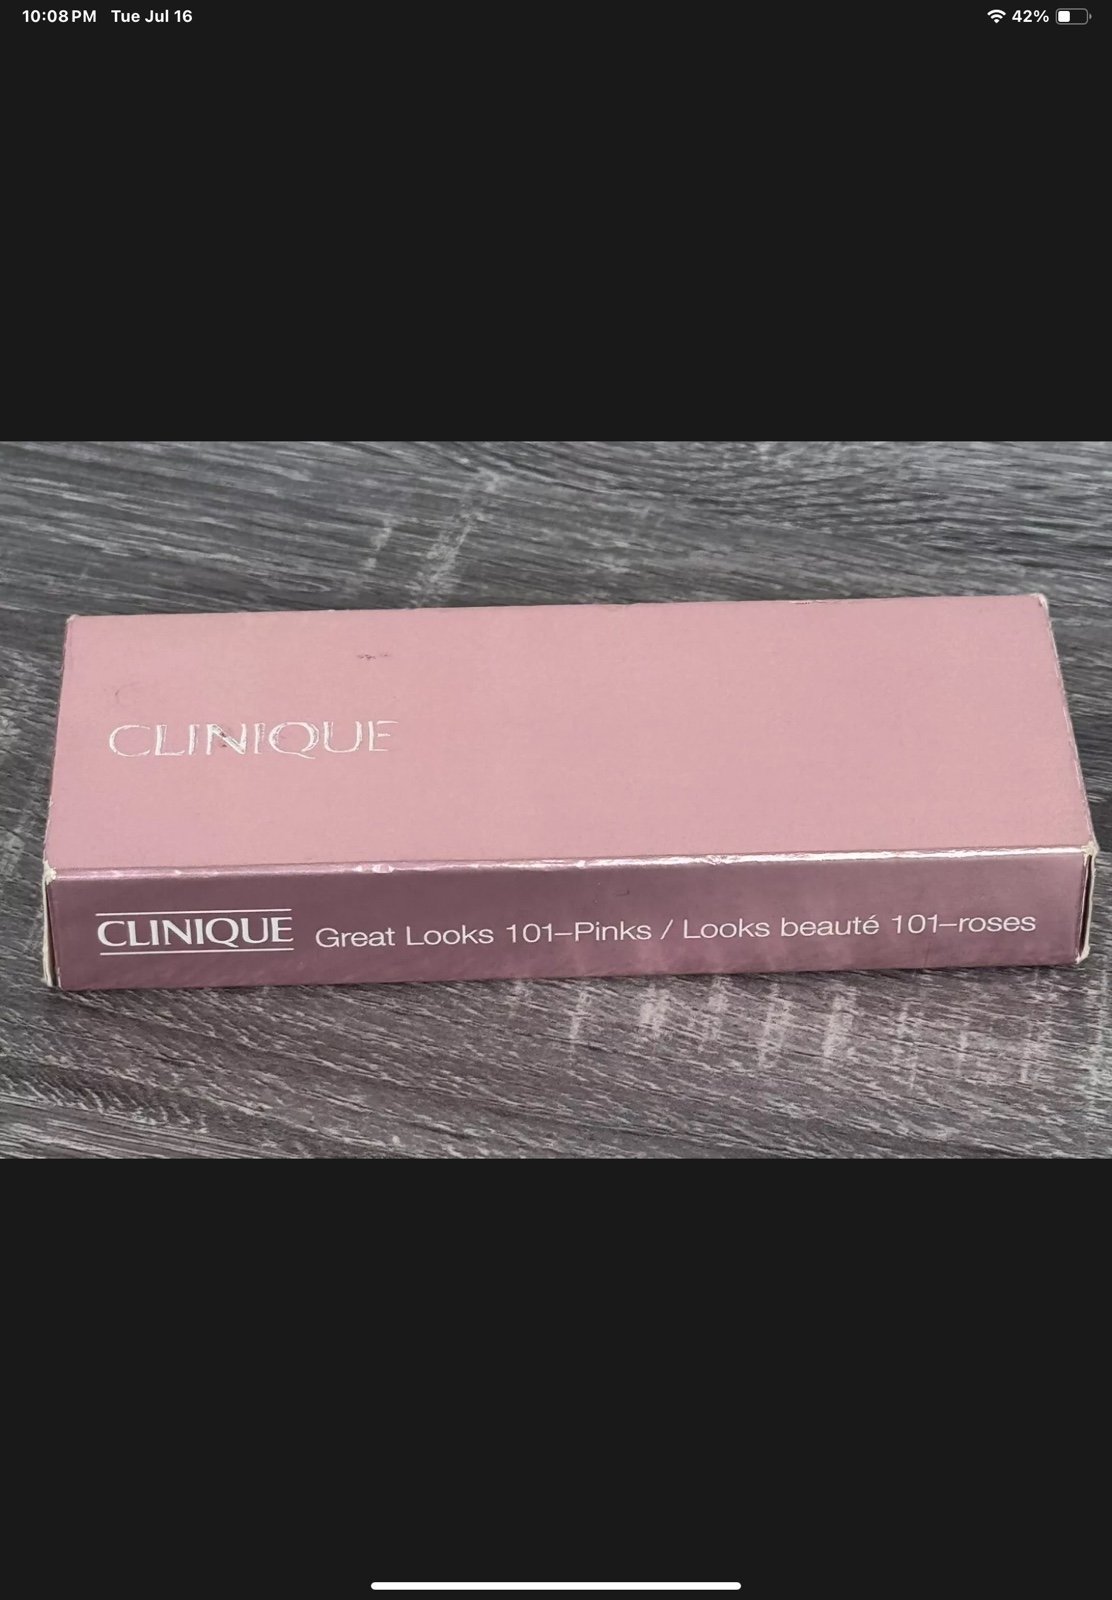 10:08 PM Tue Jul 16
42%
CLINIQUE
CLINIQUE Great Looks 101–Pinks / Looks beauté 101–roses